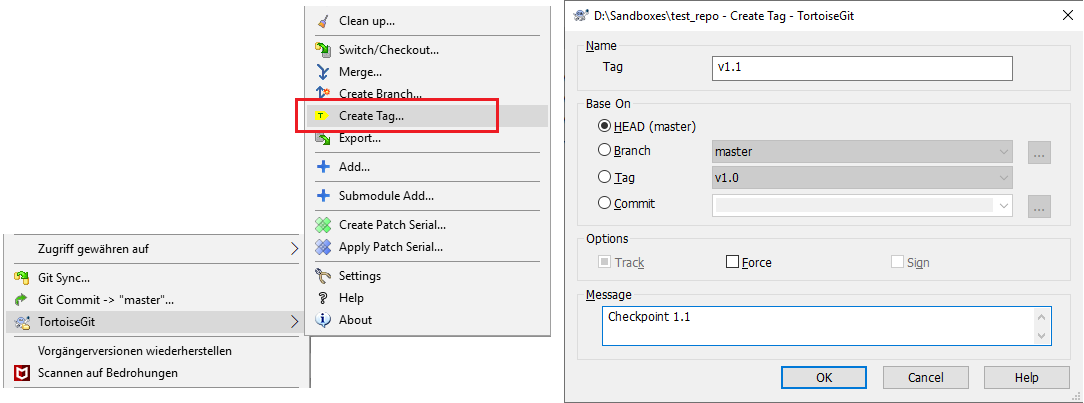 Zugriff gewähren auf
Git Sync...
Git Commit -> "master"...
TortoiseGit
Vorgängerversionen wiederherstellen
Scannen auf Bedrohungen
Clean up...
Switch/Checkout...
Merge...
Create Branch...
T
Create Tag...
Export...
Add...
Submodule Add...
Create Patch Serial...
Apply Patch Serial...
Settings
Help
About
D:\Sandboxes\test_repo - Create Tag - TortoiseGit
Name
Tag v1.1
Base On
HEAD (master)
Branch master ...
Tag v1.0
Commit ...
Options
Track Force Sign
Message
Checkpoint 1.1
OK Cancel Help